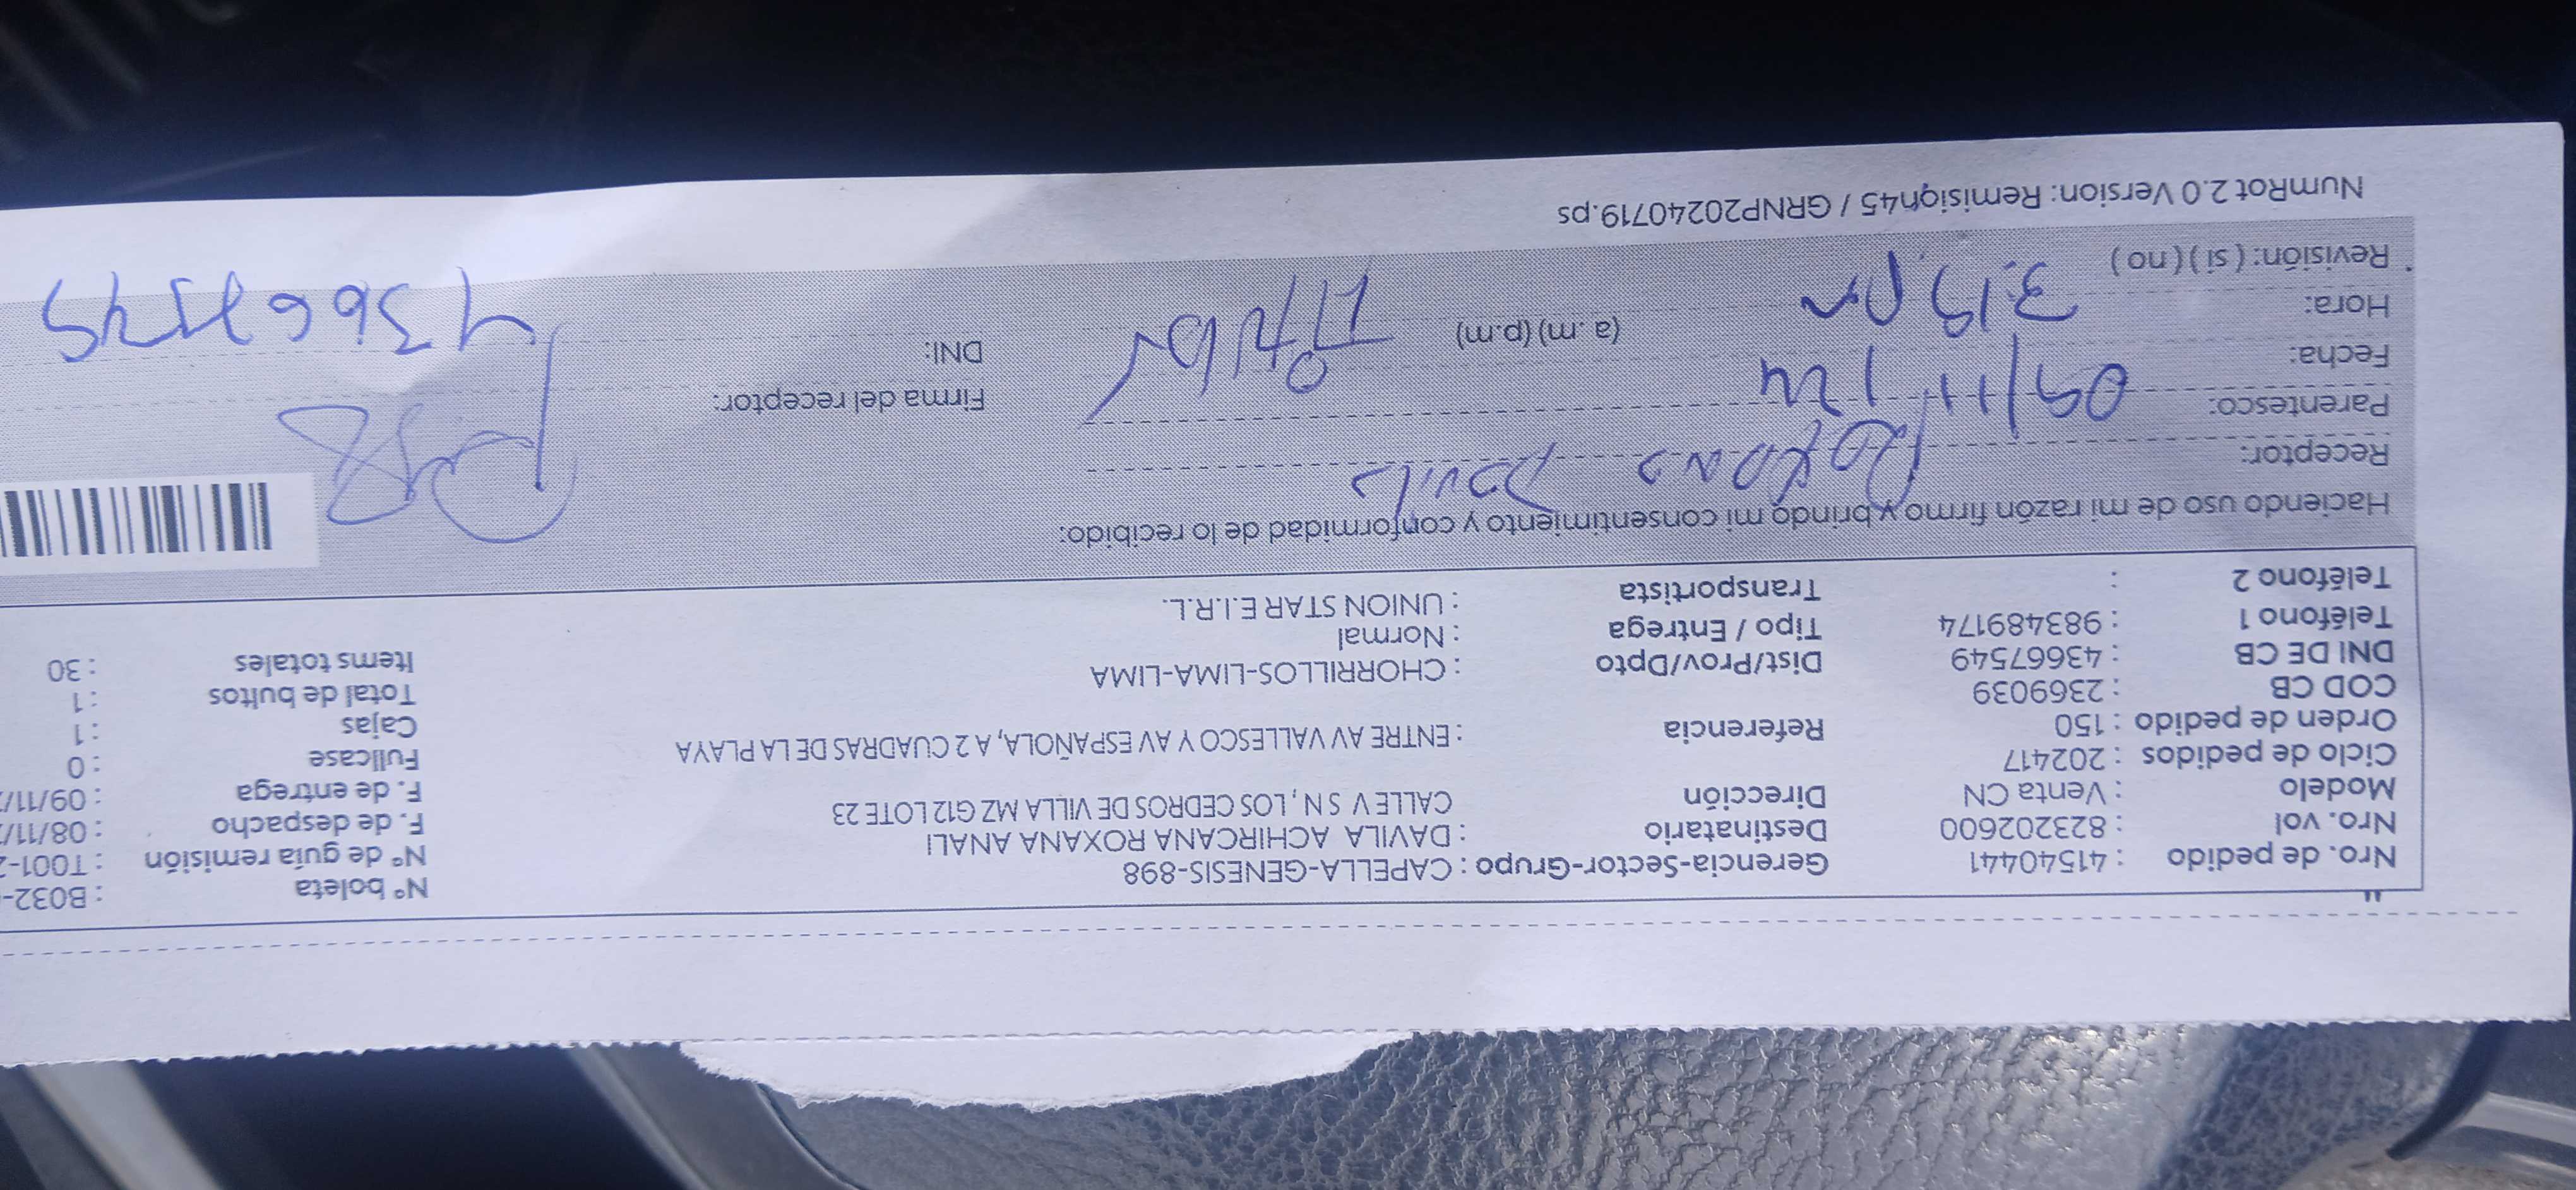 Nro. de pedido : 41540441 Gerencia-Sector-Grupo : CAPELLA-GENESIS-898 N° boleta : B032-
Nro. vol : 823202600 Destinatario : DAVILA ACHIRCANA ROXANA ANALI N° de guía remisión : T001-
Modelo : Venta CN Dirección CALLE V S N , LOS CEDROS DE VILLA MZ G12 LOTE 23 F. de despacho : 08/11/
Ciclo de pedidos : 202417 F. de entrega : 09/11/
Orden de pedido : 150 Referencia : ENTRE AV VALLESCO Y AV ESPAÑOLA, A 2 CUADRAS DE LA PLAYA Fullcase : 0
COD CB : 2369039 Cajas : 1
DNI DE CB : 43667549 Dist/Prov/Dpto : CHORRILLOS-LIMA-LIMA Total de bultos : 1
Teléfono 1 : 983489174 Tipo / Entrega : Normal Items totales : 30
Teléfono 2 : Transportista : UNION STAR E.I.R.L.
Haciendo uso de mi razón firmo y brindo mi consentimiento y conformidad de lo recibido:
Receptor: Roxana Davila
Parentesco: Titular Firma del receptor:
Fecha: 09/11/24 DNI: 43667549
Hora: 3:19 pm (a. m) (p.m)
Revisión: ( si ) ( no )
NumRot 2.0 Version: Remision45 / GRNP20240719.ps